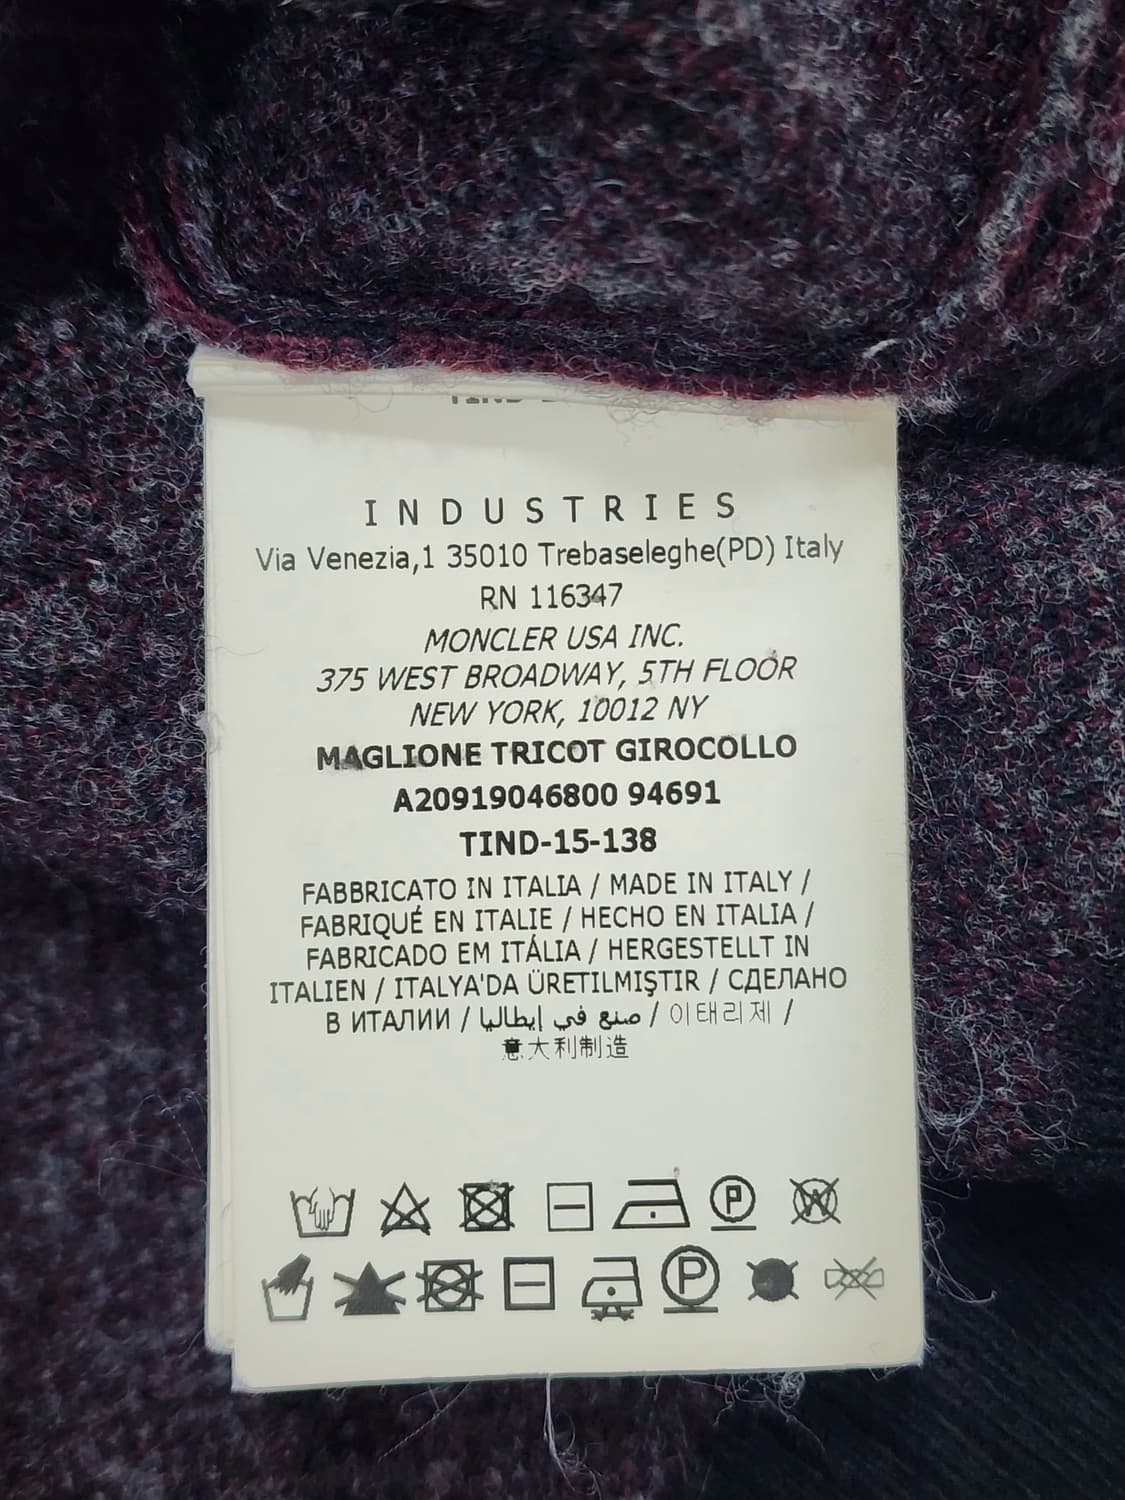 INDUSTRIES
Via Venezia,1 35010 Trebaseleghe(PD) Italy
RN 116347
MONCLER USA INC.
375 WEST BROADWAY, 5TH FLOOR
NEW YORK, 10012 NY
MAGLIONE TRICOT GIROCOLLO
A20919046800 94691
TIND-15-138
FABBRICATO IN ITALIA / MADE IN ITALY /
FABRIQUÉ EN ITALIE / HECHO EN ITALIA /
FABRICADO EM ITÁLIA / HERGESTELLT IN
ITALIEN / ITALYA'DA ÜRETILMIŞTIR / СДЕЛАНО
В ИТАЛИИ / صنع في إيطاليا / 이태리제 /
意大利制造
P W
P